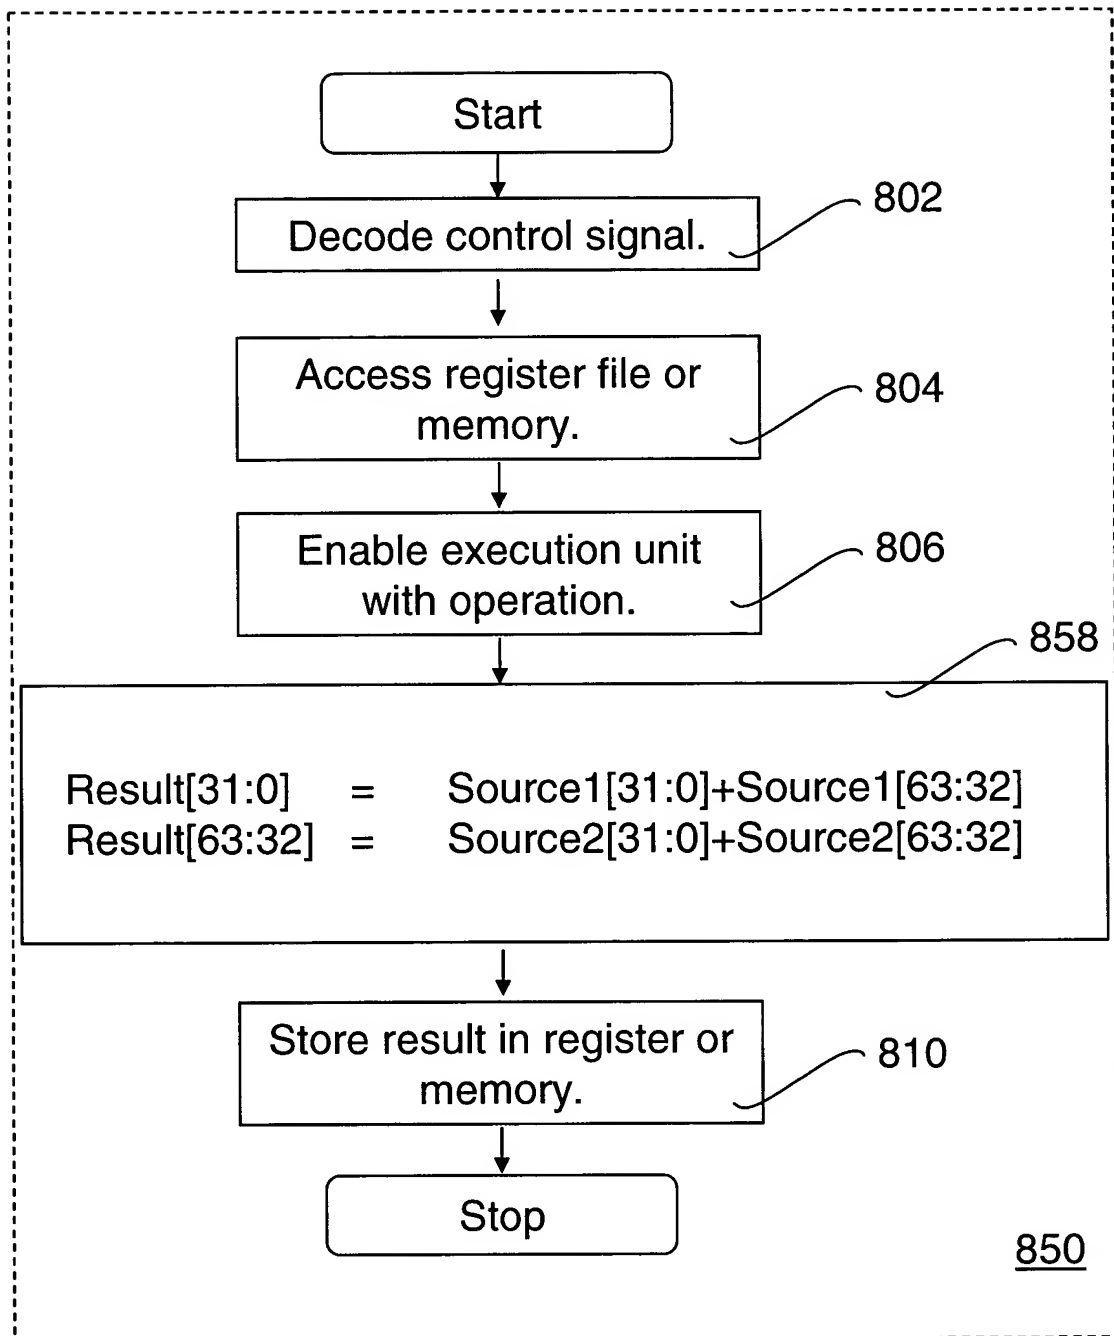 Start
802
Decode control signal.
Access register file or
memory.
804
Enable execution unit
with operation.
806
858
Result[31:0] = Source1[31:0]+Source1[63:32]
Result[63:32] = Source2[31:0]+Source2[63:32]
Store result in register or
memory.
810
Stop
850